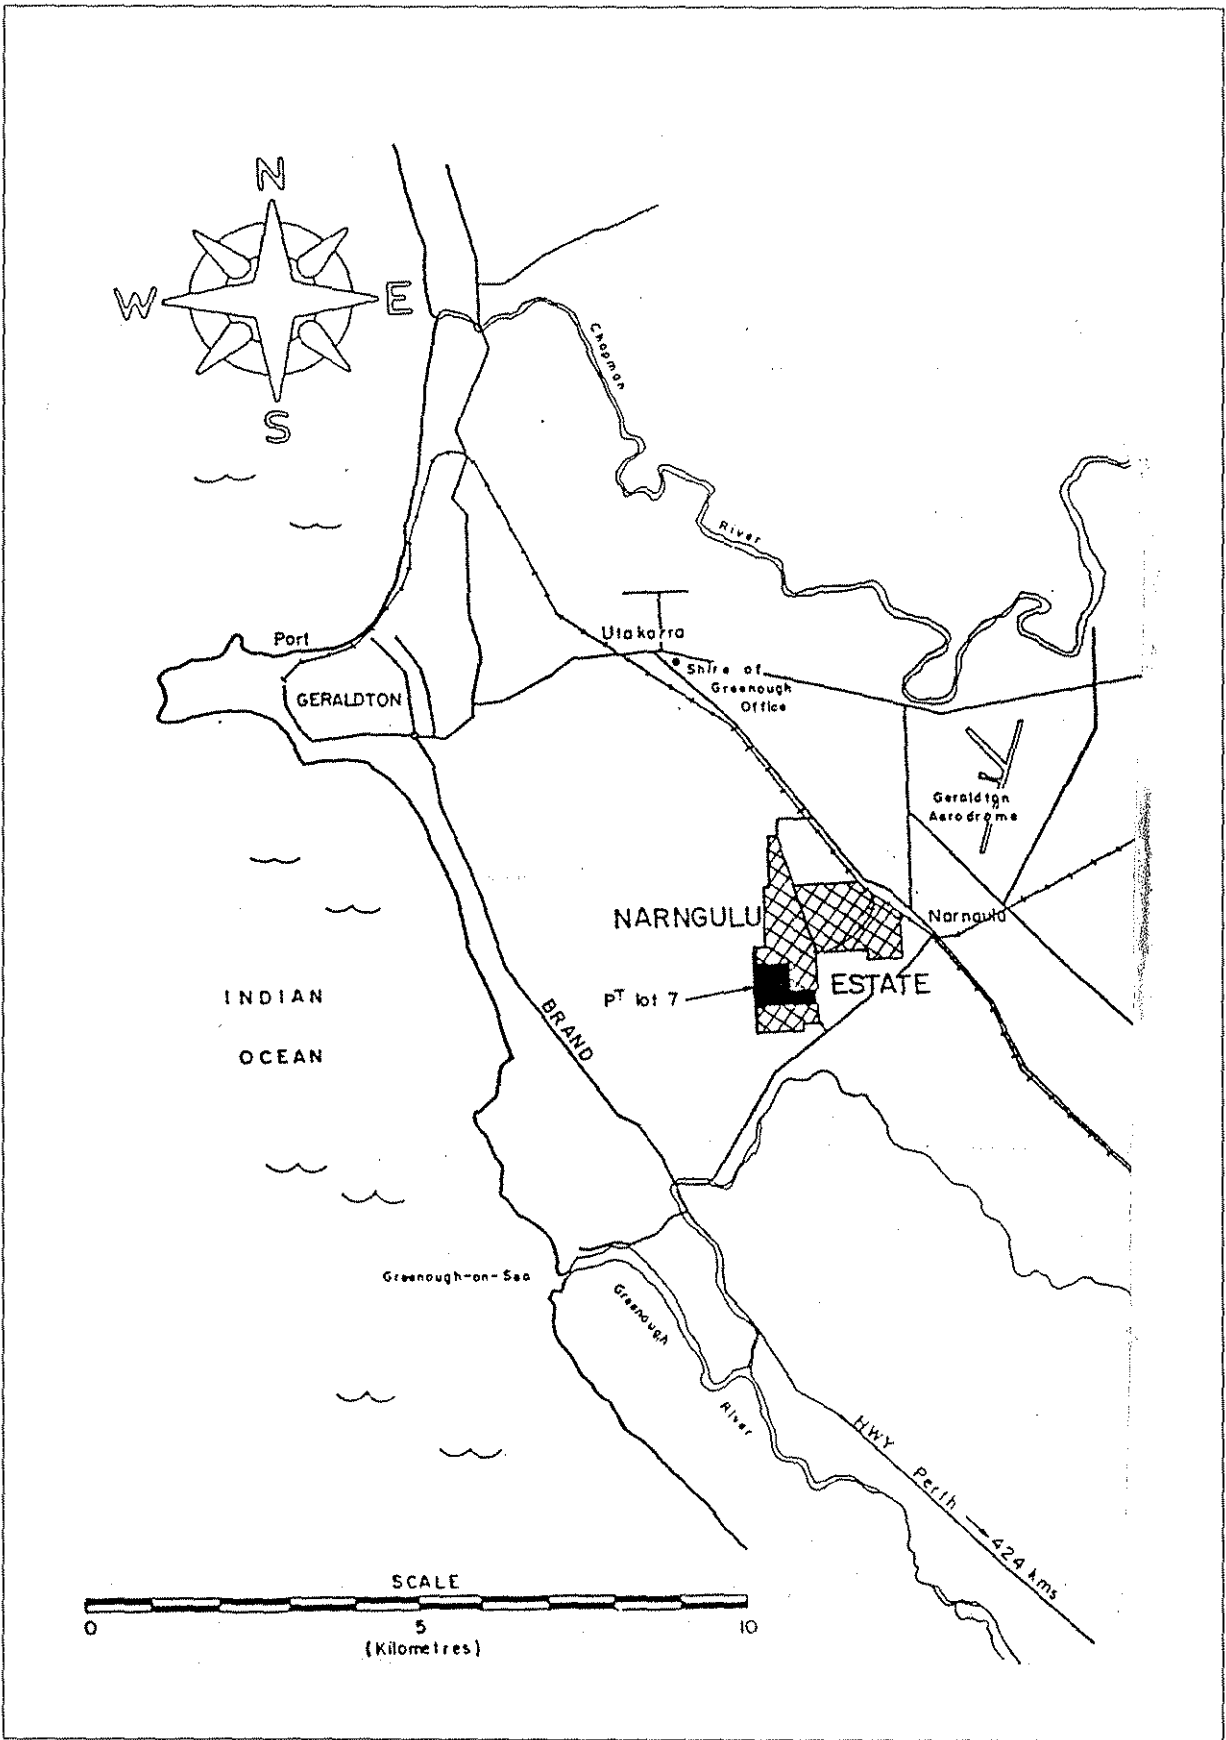 N
W
E
S
Chapman
River
Port
Utakarra
Shire of
Greenough
Office
GERALDTON
Geraldton
Aerodrome
NARNGULU
Narngulu
ESTATE
PT lot 7
INDIAN
OCEAN
BRAND
Greenough-on-Sea
Greenough
River
HWY
Perth → 424 kms
SCALE
0
5
10
(Kilometres)